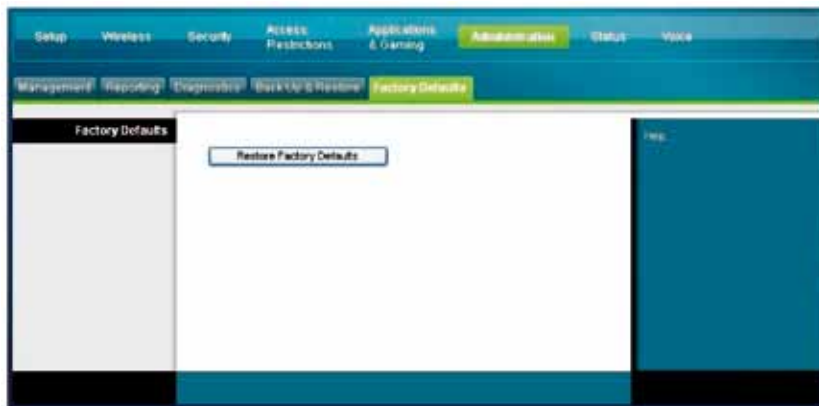 Setup Wireless Security Access Restrictions Applications & Gaming Administration Status Voice
Management Reporting Diagnostics Back Up & Restore Factory Defaults
Factory Defaults
Restore Factory Defaults
Help...